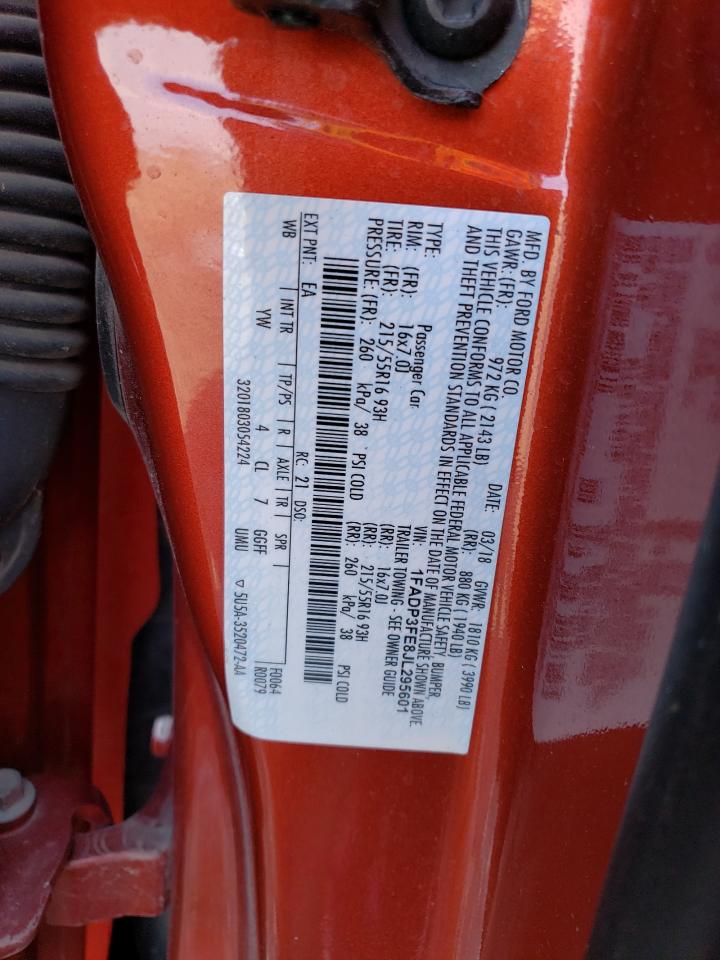 MFD. BY FORD MOTOR CO. DATE: 03/18 GVWR: 1810 KG (3990 LB)
GAWR: (FR): 972 KG (2143 LB) (RR): 880 KG (1940 LB)
THIS VEHICLE CONFORMS TO ALL APPLICABLE FEDERAL MOTOR VEHICLE SAFETY, BUMPER,
AND THEFT PREVENTION STANDARDS IN EFFECT ON THE DATE OF MANUFACTURE SHOWN ABOVE.
VIN: 1FADP3FE8JL295601
TYPE: Passenger Car TRAILER TOWING - SEE OWNER GUIDE
RIM: (FR): 16x7.0J (RR): 16x7.0J
TIRE: (FR): 215/55R16 93H (RR): 215/55R16 93H
PRESSURE: (FR): 260 kPa/ 38 PSI COLD (RR): 260 kPa/ 38 PSI COLD
EXT PNT: EA RC: 21 DSO: F0064
WB INT TR TP/PS R AXLE TR SPR R0079
YW 4 CL 7 GGFF
3201803054224 UMU ▽ 5U5A-3520472-AA